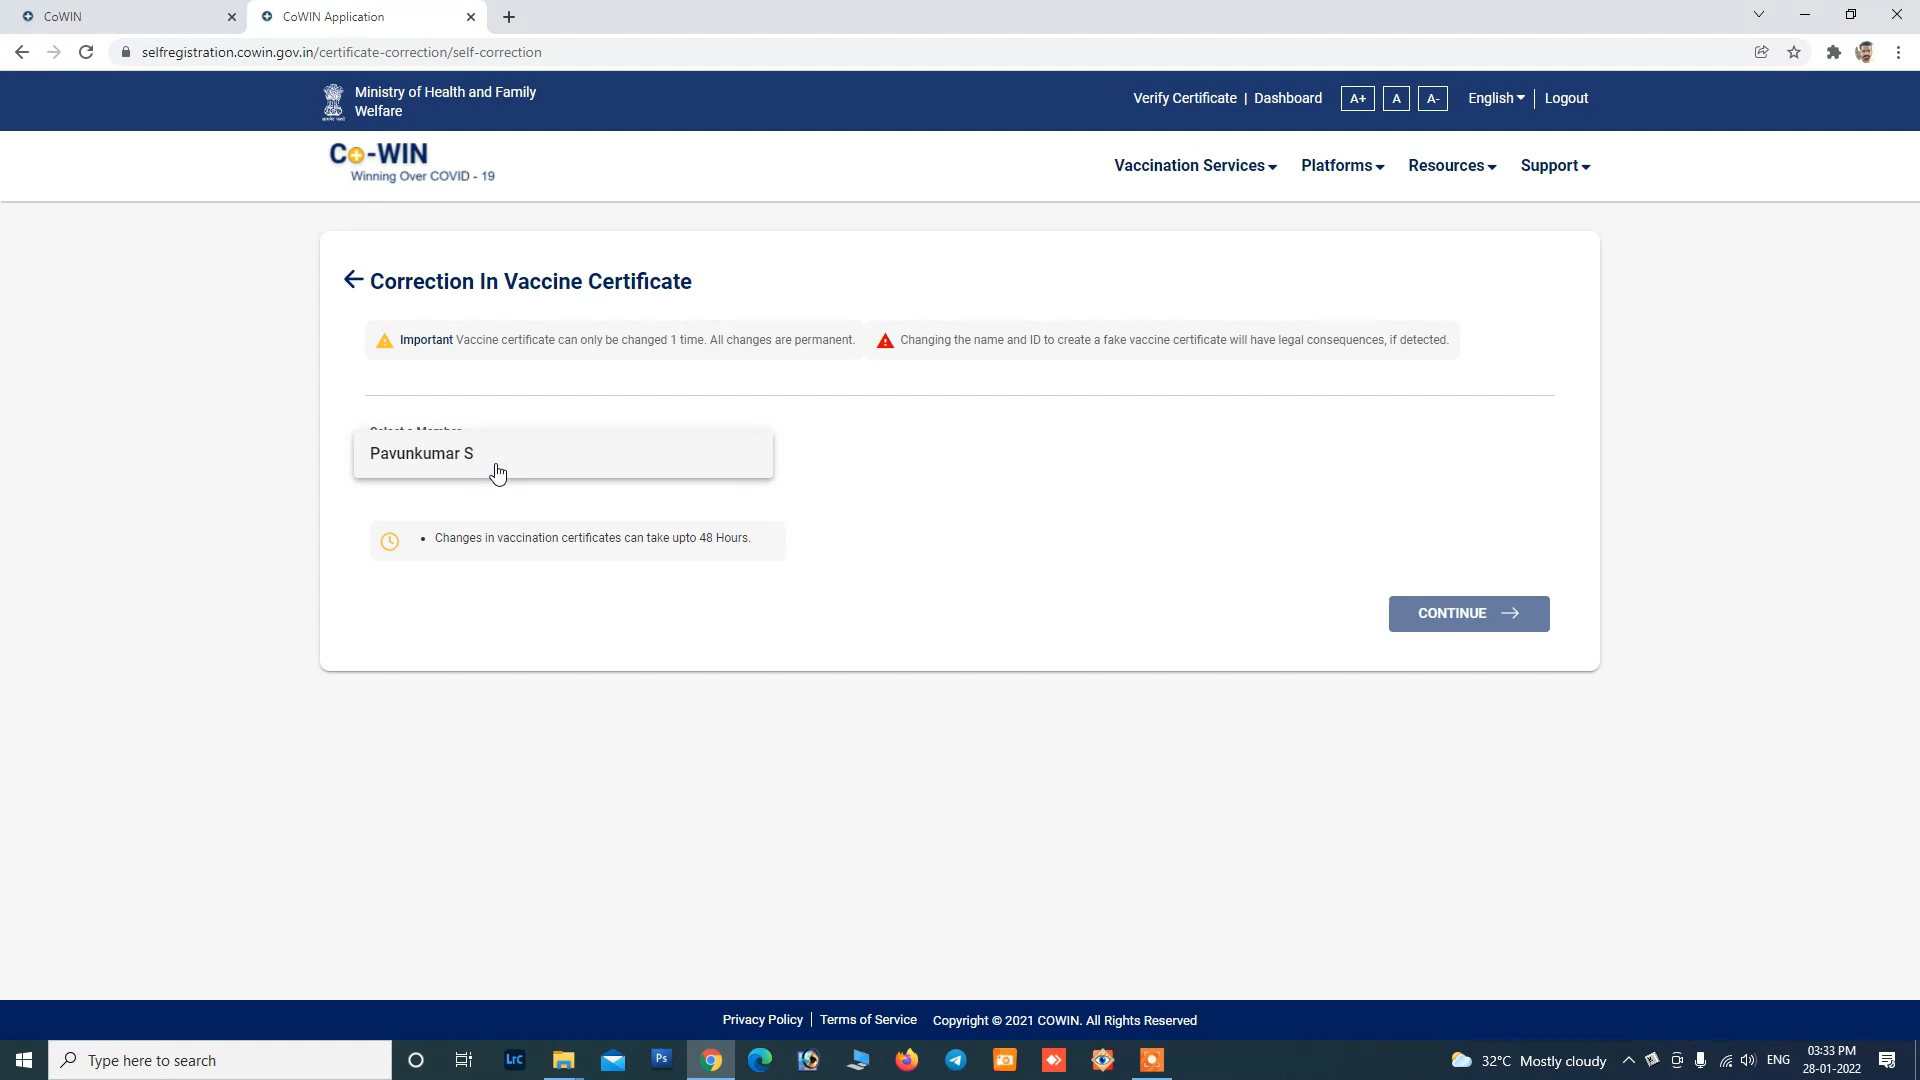 CoWIN
CoWIN Application
selfregistration.cowin.gov.in/certificate-correction/self-correction
Ministry of Health and Family
Welfare
Verify Certificate | Dashboard A+ A A- English Logout
Co-WIN
Winning Over COVID - 19
Vaccination Services Platforms Resources Support
Correction In Vaccine Certificate
Important Vaccine certificate can only be changed 1 time. All changes are permanent.
Changing the name and ID to create a fake vaccine certificate will have legal consequences, if detected.
Select a Member
Pavunkumar S
Changes in vaccination certificates can take upto 48 Hours.
CONTINUE
Privacy Policy | Terms of Service Copyright © 2021 COWIN. All Rights Reserved
Type here to search
Lrc
Ps
32°C Mostly cloudy
ENG
03:33 PM
28-01-2022